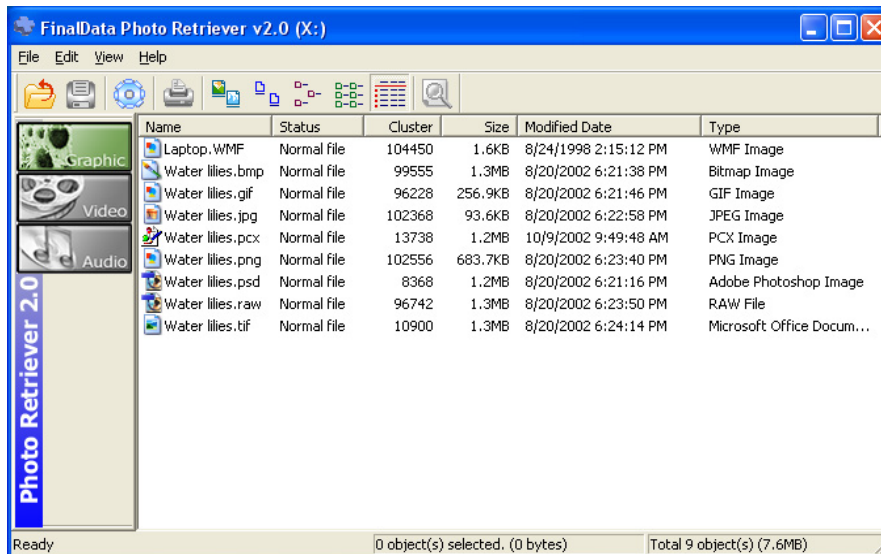 FinalData Photo Retriever v2.0 (X:)
File Edit View Help
Graphic
Video
Audio
Photo Retriever 2.0
Name Status Cluster Size Modified Date Type
Laptop.WMF Normal file 104450 1.6KB 8/24/1998 2:15:12 PM WMF Image
Water lilies.bmp Normal file 99555 1.3MB 8/20/2002 6:21:38 PM Bitmap Image
Water lilies.gif Normal file 96228 256.9KB 8/20/2002 6:21:46 PM GIF Image
Water lilies.jpg Normal file 102368 93.6KB 8/20/2002 6:22:58 PM JPEG Image
Water lilies.pcx Normal file 13738 1.2MB 10/9/2002 9:49:48 AM PCX Image
Water lilies.png Normal file 102556 683.7KB 8/20/2002 6:23:40 PM PNG Image
Water lilies.psd Normal file 8368 1.2MB 8/20/2002 6:21:16 PM Adobe Photoshop Image
Water lilies.raw Normal file 96742 1.3MB 8/20/2002 6:23:50 PM RAW File
Water lilies.tif Normal file 10900 1.3MB 8/20/2002 6:24:14 PM Microsoft Office Docum...
Ready 0 object(s) selected. (0 bytes) Total 9 object(s) (7.6MB)